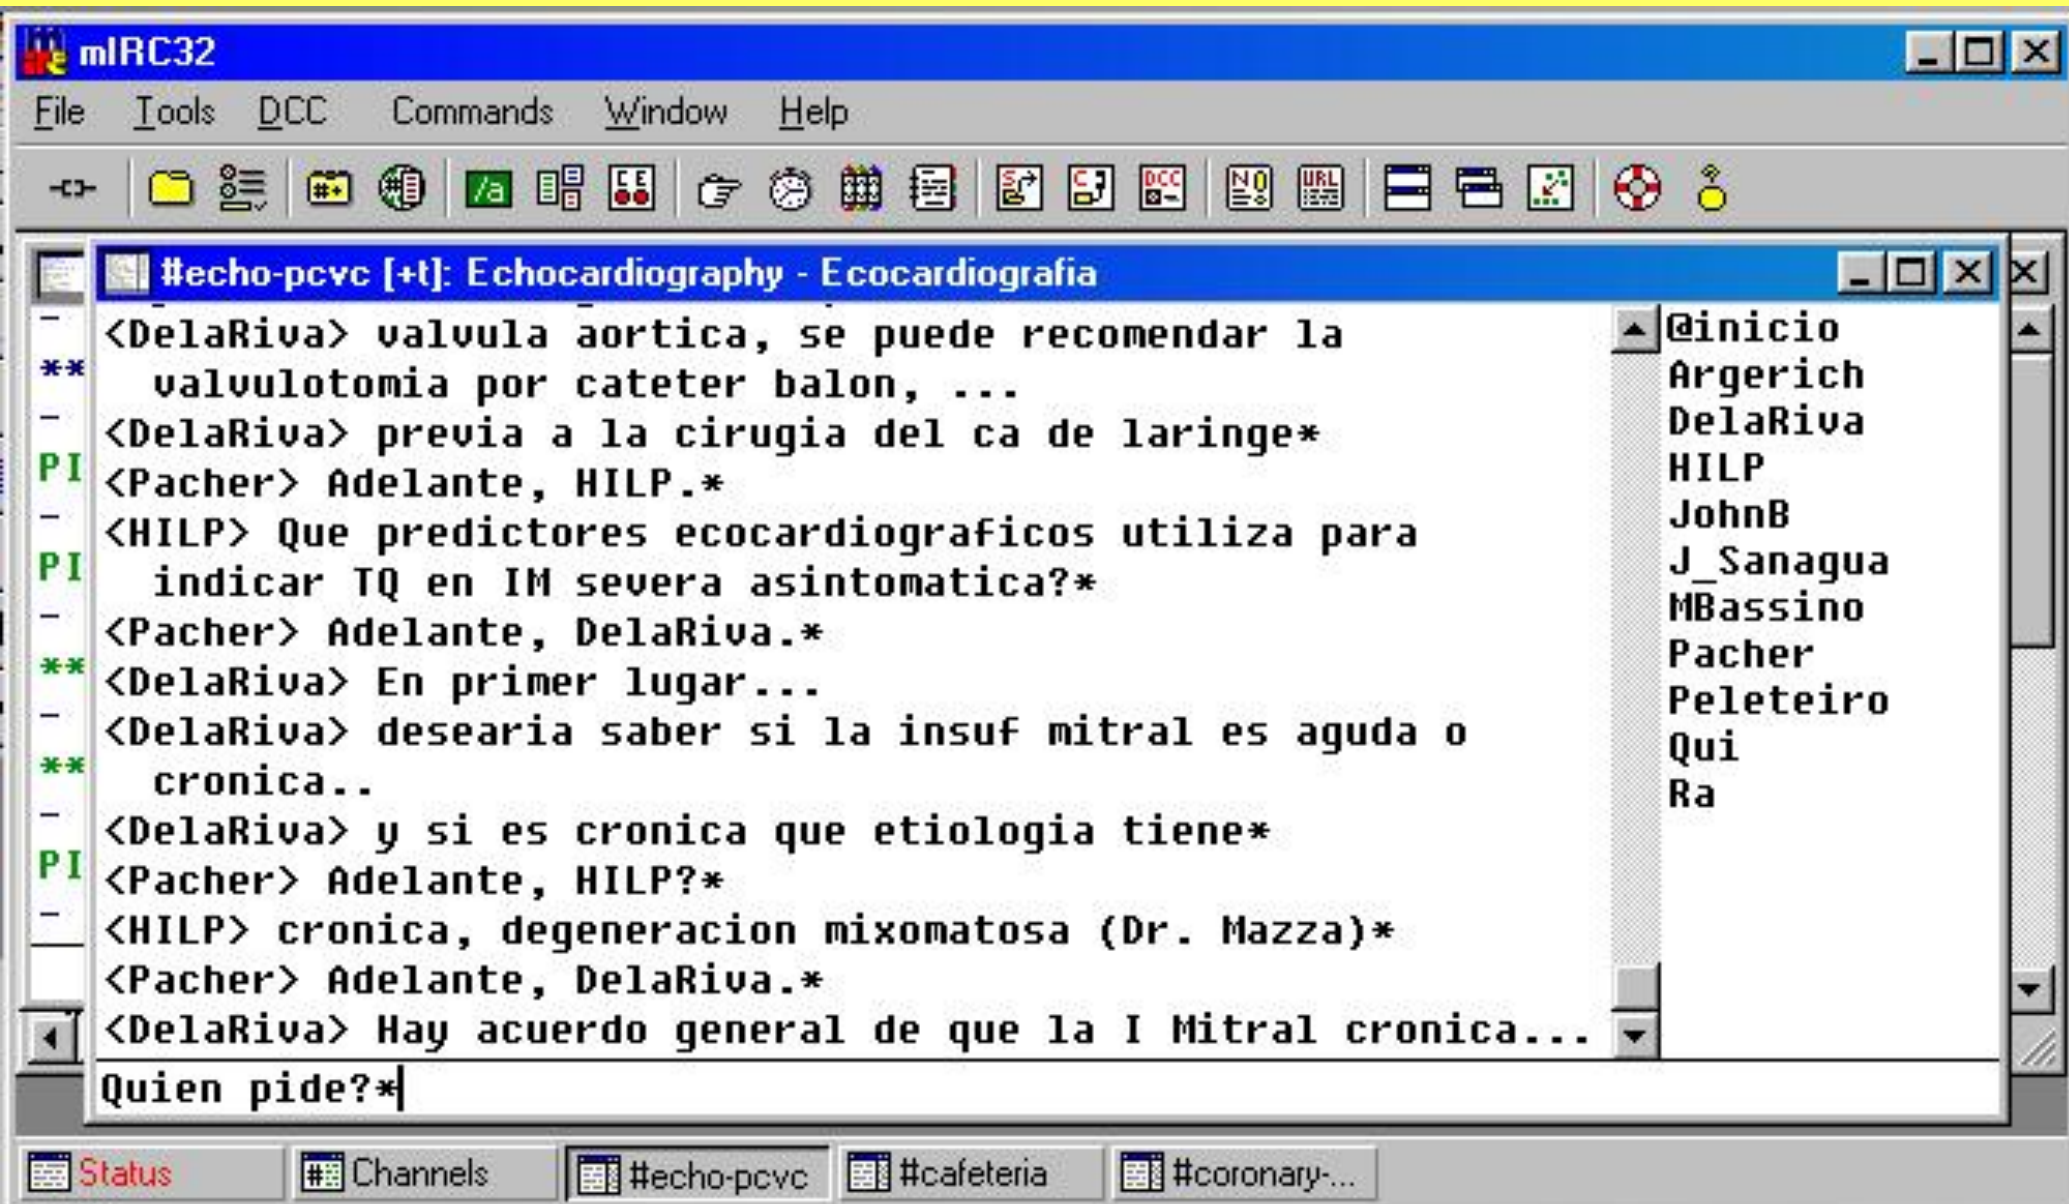 mIRC32
File Tools DCC Commands Window Help
#echo-pcvc [+t]: Echocardiography - Ecocardiografia
<DelaRiva> valvula aortica, se puede recomendar la
valvulotomia por cateter balon, ...
<DelaRiva> previa a la cirugia del ca de laringe*
<Pacher> Adelante, HILP.*
<HILP> Que predictores ecocardiograficos utiliza para
indicar TQ en IM severa asintomatica?*
<Pacher> Adelante, DelaRiva.*
<DelaRiva> En primer lugar...
<DelaRiva> desearia saber si la insuf mitral es aguda o
cronica..
<DelaRiva> y si es cronica que etiologia tiene*
<Pacher> Adelante, HILP?*
<HILP> cronica, degeneracion mixomatosa (Dr. Mazza)*
<Pacher> Adelante, DelaRiva.*
<DelaRiva> Hay acuerdo general de que la I Mitral cronica...
Quien pide?*
@inicio
Argerich
DelaRiva
HILP
JohnB
J_Sanagua
MBassino
Pacher
Peleteiro
Qui
Ra
Status Channels #echo-pcvc #cafeteria #coronary-...